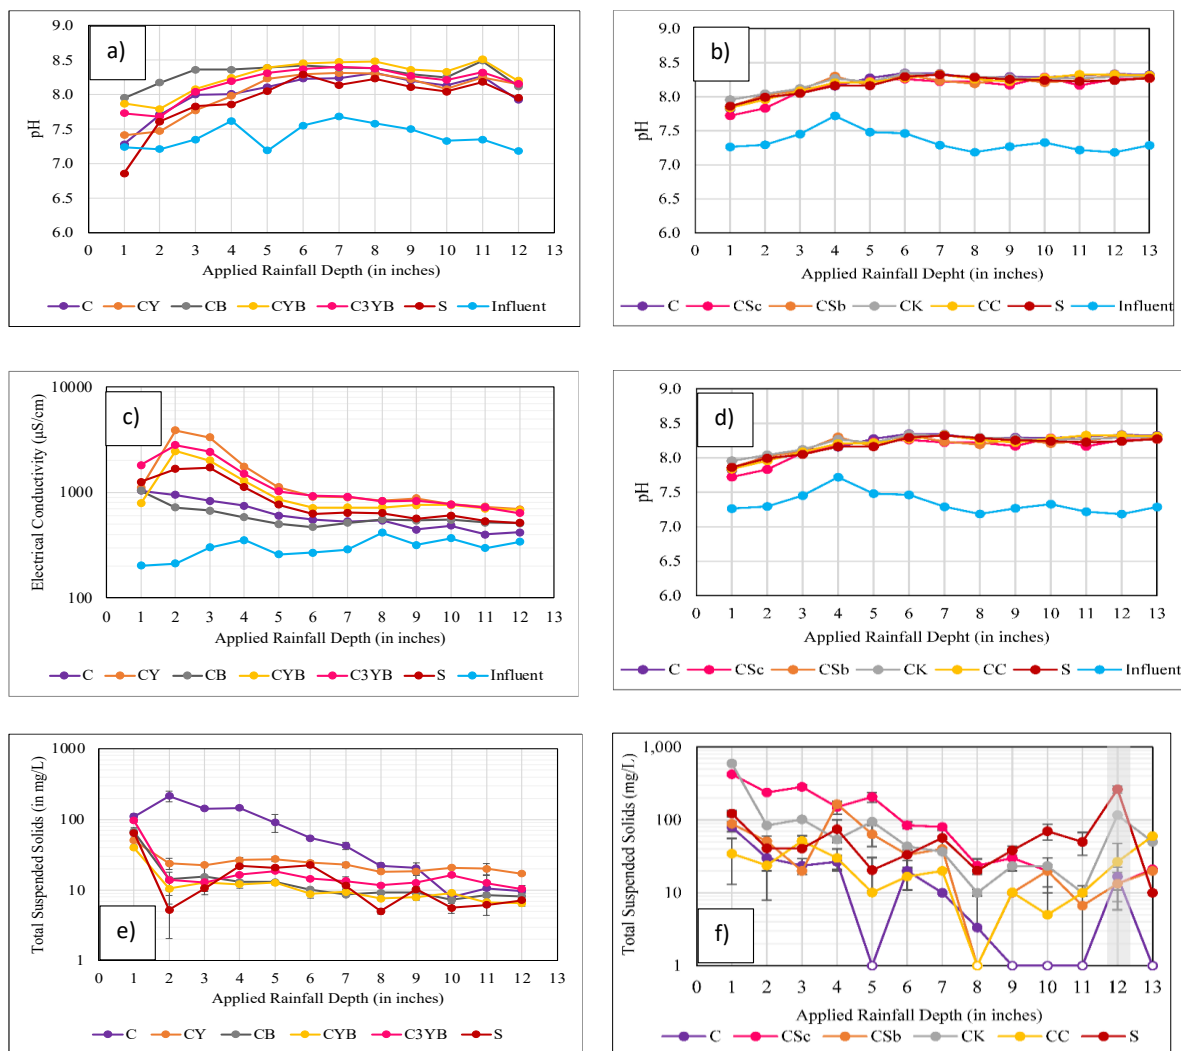 a)
pH
9.0
8.5
8.0
7.5
7.0
6.5
6.0
0 1 2 3 4 5 6 7 8 9 10 11 12 13
Applied Rainfall Depth (in inches)
C CY CB CYB C3YB S Influent
b)
pH
9.0
8.5
8.0
7.5
7.0
6.5
6.0
0 1 2 3 4 5 6 7 8 9 10 11 12 13
Applied Rainfall Depht (in inches)
C CSc CSb CK CC S Influent
c)
Electrical Conductivity (µS/cm)
10000
1000
100
0 1 2 3 4 5 6 7 8 9 10 11 12 13
Applied Rainfall Depth (in inches)
C CY CB CYB C3YB S Influent
d)
pH
9.0
8.5
8.0
7.5
7.0
6.5
6.0
0 1 2 3 4 5 6 7 8 9 10 11 12 13
Applied Rainfall Depht (in inches)
C CSc CSb CK CC S Influent
e)
Total Suspended Solids (in mg/L)
1000
100
10
1
0 1 2 3 4 5 6 7 8 9 10 11 12 13
Applied Rainfall Depth (in inches)
C CY CB CYB C3YB S
f)
Total Suspended Solids (mg/L)
1,000
100
10
1
0 1 2 3 4 5 6 7 8 9 10 11 12 13
Applied Rainfall Depth (in inches)
C CSc CSb CK CC S